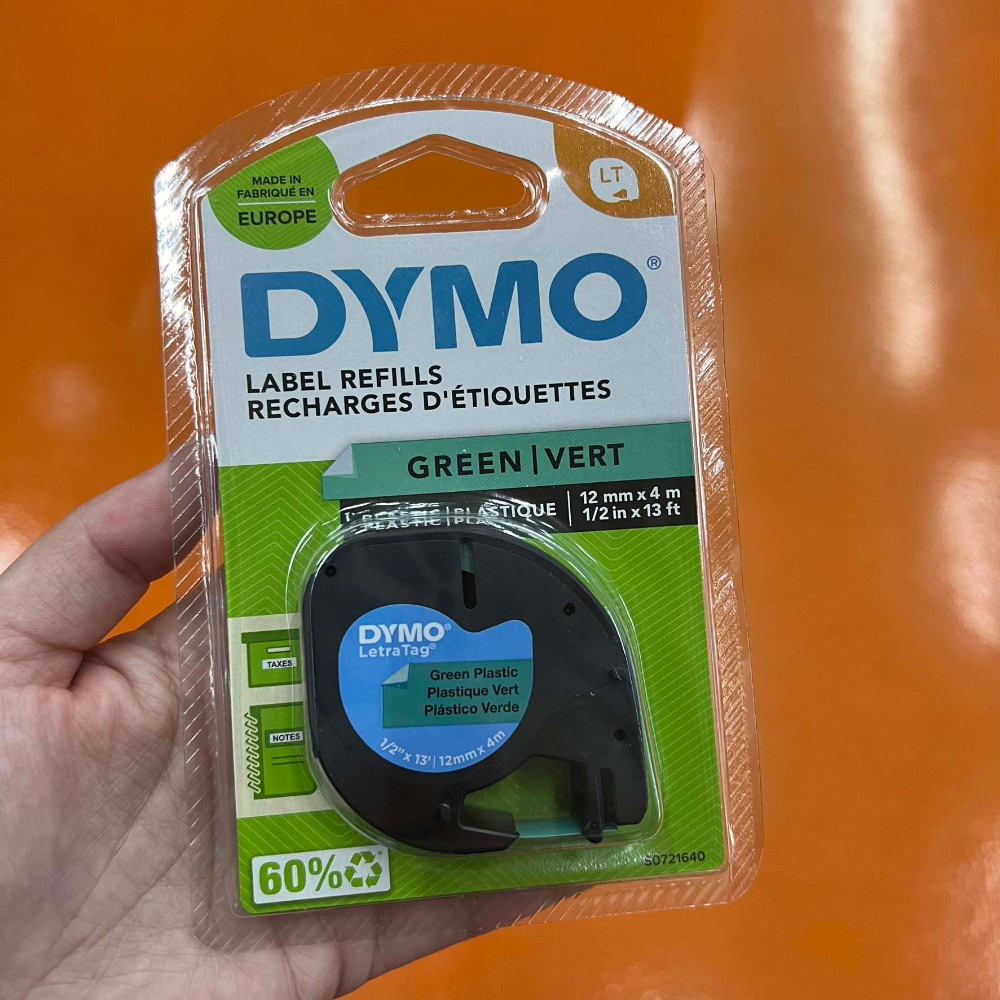 MADE IN
FABRIQUÉ EN
EUROPE
LT
DYMO®
LABEL REFILLS
RECHARGES D'ÉTIQUETTES
GREEN | VERT
PLASTIC | PLASTIQUE
12 mm x 4 m
1/2 in x 13 ft
TAXES
NOTES
DYMO®
LetraTag®
Green Plastic
Plastique Vert
Plástico Verde
1/2" x 13' | 12mm x 4m
60%
S0721640